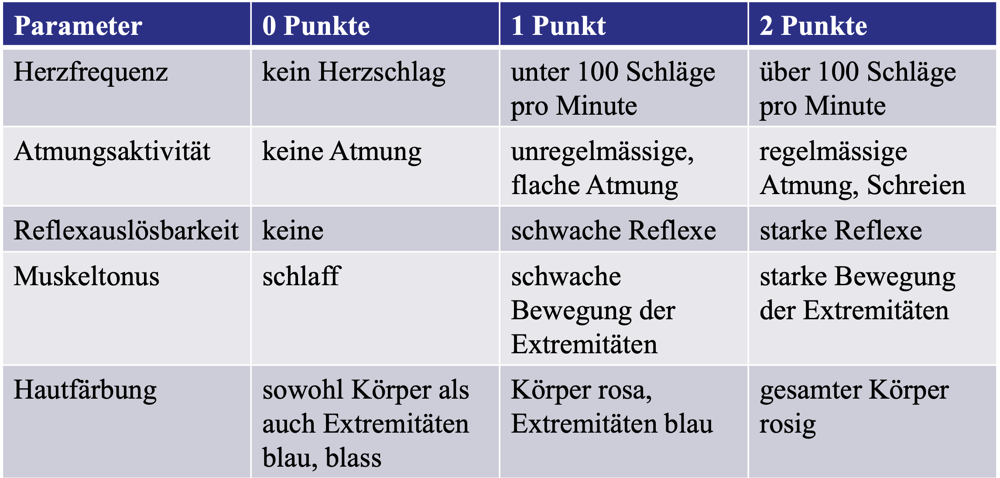 Parameter 0 Punkte 1 Punkt 2 Punkte
Herzfrequenz kein Herzschlag unter 100 Schläge über 100 Schläge
pro Minute pro Minute
Atmungsaktivität keine Atmung unregelmässige, regelmässige
flache Atmung Atmung, Schreien
Reflexauslösbarkeit keine schwache Reflexe starke Reflexe
Muskeltonus schlaff schwache starke Bewegung
Bewegung der der Extremitäten
Extremitäten
Hautfärbung sowohl Körper als Körper rosa, gesamter Körper
auch Extremitäten Extremitäten blau rosig
blau, blass